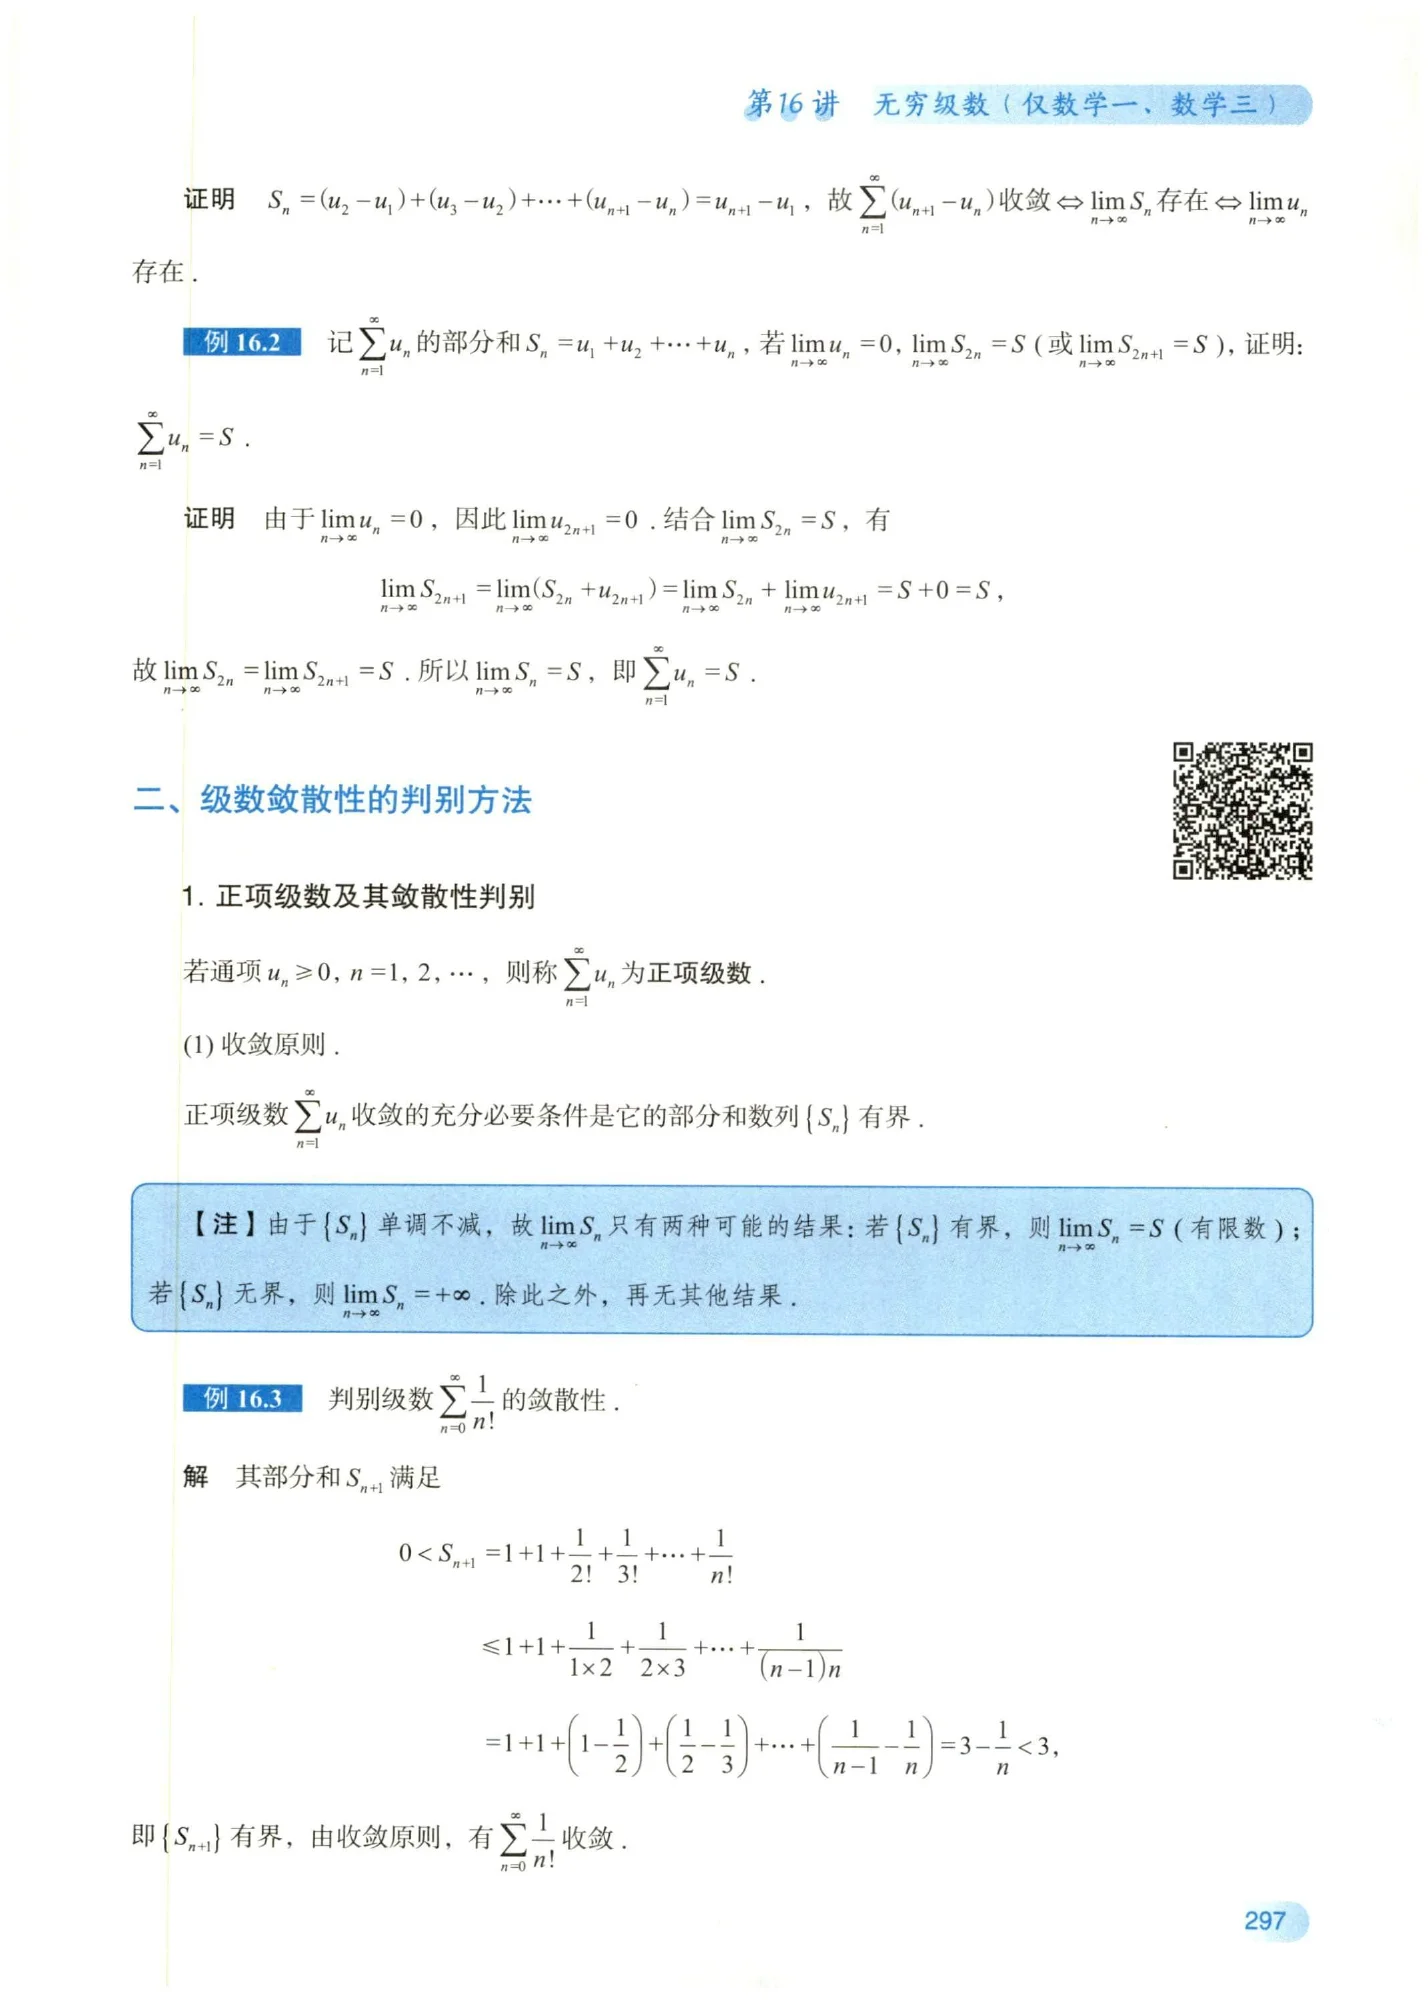 第16讲 无穷级数（仅数学一、数学三）
证明 $S_n=(u_2-u_1)+(u_3-u_2)+\cdots+(u_{n+1}-u_n)=u_{n+1}-u_1$，故$\sum_{n=1}^{\infty}(u_{n+1}-u_n)$收敛$\Leftrightarrow\lim_{n\to\infty}S_n$存在$\Leftrightarrow\lim_{n\to\infty}u_n$
存在.
例 16.2 记$\sum_{n=1}^{\infty}u_n$的部分和$S_n=u_1+u_2+\cdots+u_n$，若$\lim_{n\to\infty}u_n=0$，$\lim_{n\to\infty}S_{2n}=S$（或$\lim_{n\to\infty}S_{2n+1}=S$），证明：
$\sum_{n=1}^{\infty}u_n=S$.
证明 由于$\lim_{n\to\infty}u_n=0$，因此$\lim_{n\to\infty}u_{2n+1}=0$.结合$\lim_{n\to\infty}S_{2n}=S$，有
$\lim_{n\to\infty}S_{2n+1}=\lim_{n\to\infty}(S_{2n}+u_{2n+1})=\lim_{n\to\infty}S_{2n}+\lim_{n\to\infty}u_{2n+1}=S+0=S$，
故$\lim_{n\to\infty}S_{2n}=\lim_{n\to\infty}S_{2n+1}=S$.所以$\lim_{n\to\infty}S_n=S$，即$\sum_{n=1}^{\infty}u_n=S$.
二、级数敛散性的判别方法
1. 正项级数及其敛散性判别
若通项$u_n\geqslant0,n=1,2,\cdots$，则称$\sum_{n=1}^{\infty}u_n$为正项级数.
(1) 收敛原则.
正项级数$\sum_{n=1}^{\infty}u_n$收敛的充分必要条件是它的部分和数列$\{S_n\}$有界.
【注】由于$\{S_n\}$单调不减，故$\lim_{n\to\infty}S_n$只有两种可能的结果：若$\{S_n\}$有界，则$\lim_{n\to\infty}S_n=S$（有限数）；
若$\{S_n\}$无界，则$\lim_{n\to\infty}S_n=+\infty$.除此之外，再无其他结果.
例 16.3 判别级数$\sum_{n=0}^{\infty}\frac{1}{n!}$的敛散性.
解 其部分和$S_{n+1}$满足
$0<S_{n+1}=1+1+\frac{1}{2!}+\frac{1}{3!}+\cdots+\frac{1}{n!}$
$\leqslant1+1+\frac{1}{1\times2}+\frac{1}{2\times3}+\cdots+\frac{1}{(n-1)n}$
$=1+1+\left(1-\frac{1}{2}\right)+\left(\frac{1}{2}-\frac{1}{3}\right)+\cdots+\left(\frac{1}{n-1}-\frac{1}{n}\right)=3-\frac{1}{n}<3$，
即$\{S_{n+1}\}$有界，由收敛原则，有$\sum_{n=0}^{\infty}\frac{1}{n!}$收敛.
297